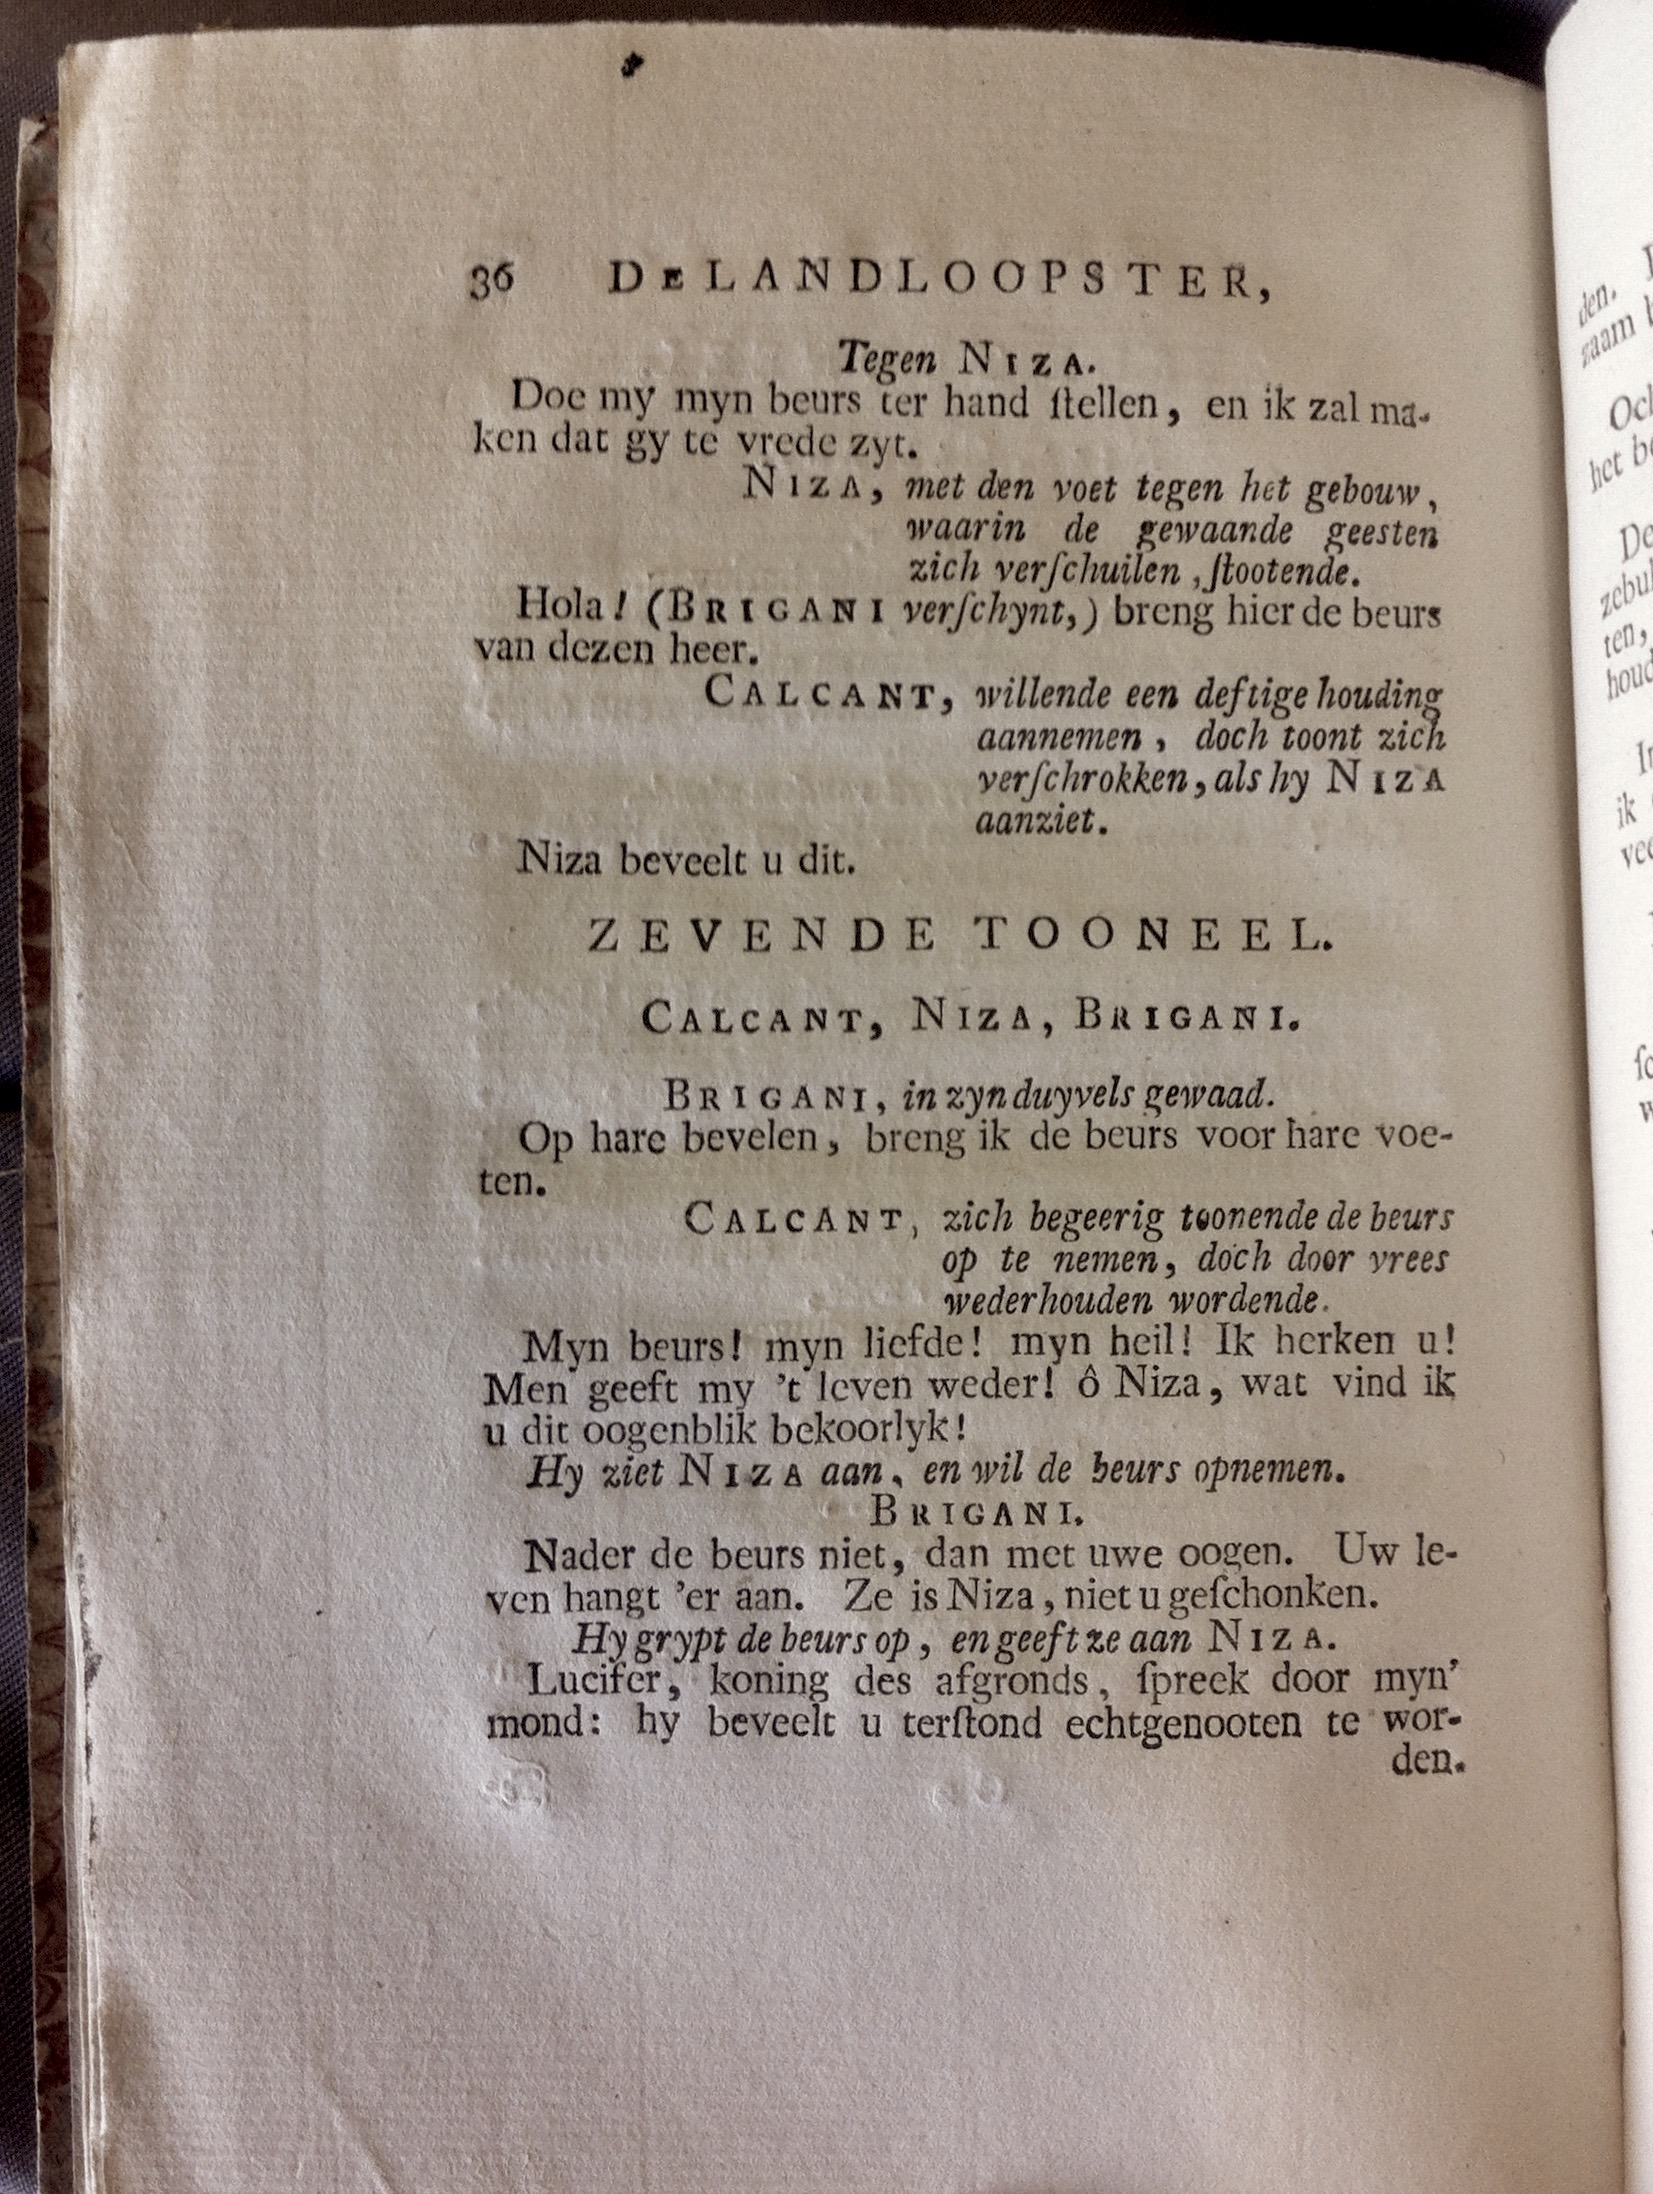 36 DE LANDLOOPSTER,
Tegen NIZA.
Doe my myn beurs ter hand ſtellen, en ik zal ma-
ken dat gy te vrede zyt.
NIZA, met den voet tegen het gebouw,
waarin de gewaande geesten
zich verſchuilen, ſtootende.
Hola! (BRIGANI verſchynt,) breng hier de beurs
van dezen heer.
CALCANT, willende een deftige houding
aannemen, doch toont zich
verſchrokken, als hy NIZA
aanziet.
Niza beveelt u dit.
ZEVENDE TOONEEL.
CALCANT, NIZA, BRIGANI.
BRIGANI, in zyn duyvels gewaad.
Op hare bevelen, breng ik de beurs voor hare voe-
ten.
CALCANT, zich begeerig toonende de beurs
op te nemen, doch door vrees
wederhouden wordende.
Myn beurs! myn liefde! myn heil! Ik herken u!
Men geeft my 't leven weder! ô Niza, wat vind ik
u dit oogenblik bekoorlyk!
Hy ziet NIZA aan, en wil de beurs opnemen.
BRIGANI.
Nader de beurs niet, dan met uwe oogen. Uw le-
ven hangt 'er aan. Ze is Niza, niet u geſchonken.
Hy grypt de beurs op, en geeft ze aan NIZA.
Lucifer, koning des afgronds, ſpreek door myn'
mond: hy beveelt u terſtond echtgenooten te wor-
den.